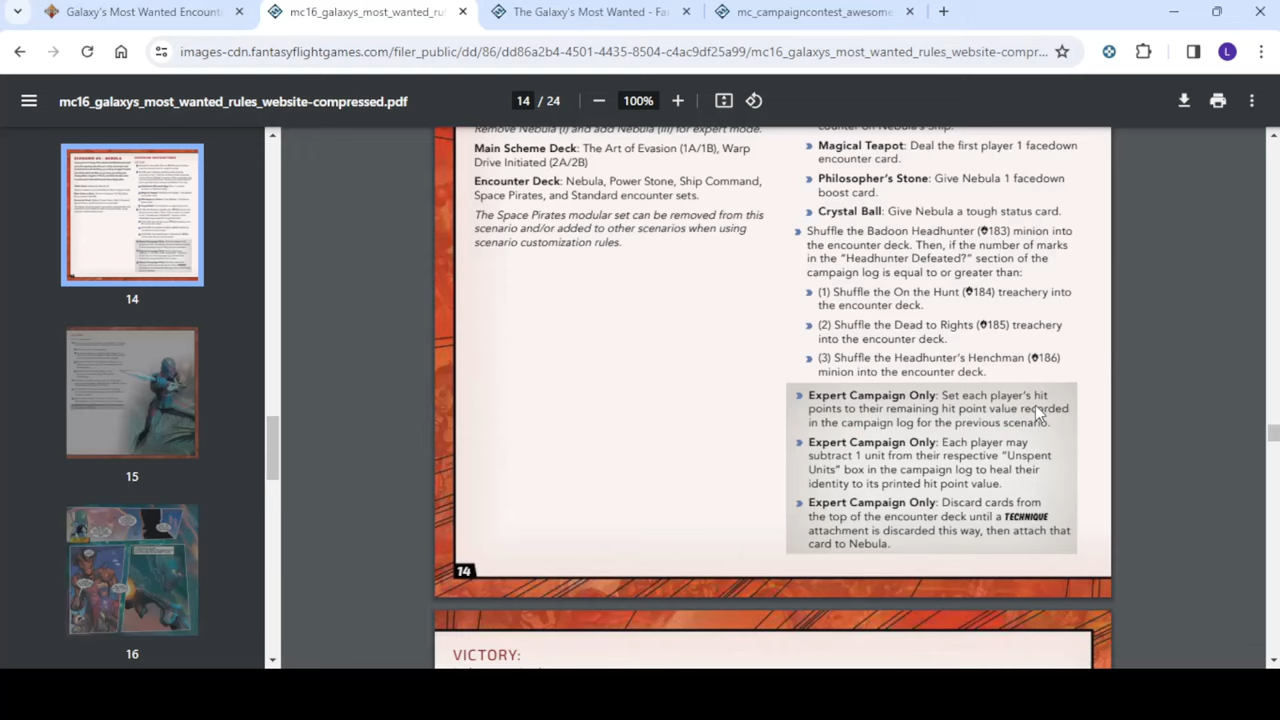 Galaxy's Most Wanted Encount
mc16_galaxys_most_wanted_rul
The Galaxy's Most Wanted - Fa
mc_campaigncontest_awesome
images-cdn.fantasyflightgames.com/filer_public/dd/86/dd86a2b4-4501-4435-8504-c4ac9df25a99/mc16_galaxys_most_wanted_rules_website-compr...
L
mc16_galaxys_most_wanted_rules_website-compressed.pdf
14 / 24
100%
14
15
16
Remove Nebula (I) and add Nebula (III) for expert mode.
Main Scheme Deck: The Art of Evasion (1A/1B), Warp
Drive Initiated (2A/2B)
Encounter Deck: Nebula, Power Stone, Ship Command,
Space Pirates, and Standard encounter sets.
The Space Pirates modular set can be removed from this
scenario and/or added to other scenarios when using
scenario customization rules.
counter on Nebula's Ship.
Magical Teapot: Deal the first player 1 facedown
encounter card.
Philosopher's Stone: Give Nebula 1 facedown
boost card.
Crystal Ball: Give Nebula a tough status card.
Shuffle the Badoon Headhunter (183) minion into
the encounter deck. Then, if the number of marks
in the "Headhunter Defeated?" section of the
campaign log is equal to or greater than:
(1) Shuffle the On the Hunt (184) treachery into
the encounter deck.
(2) Shuffle the Dead to Rights (185) treachery
into the encounter deck.
(3) Shuffle the Headhunter's Henchman (186)
minion into the encounter deck.
Expert Campaign Only: Set each player's hit
points to their remaining hit point value recorded
in the campaign log for the previous scenario.
Expert Campaign Only: Each player may
subtract 1 unit from their respective "Unspent
Units" box in the campaign log to heal their
identity to its printed hit point value.
Expert Campaign Only: Discard cards from
the top of the encounter deck until a TECHNIQUE
attachment is discarded this way, then attach that
card to Nebula.
14
VICTORY: